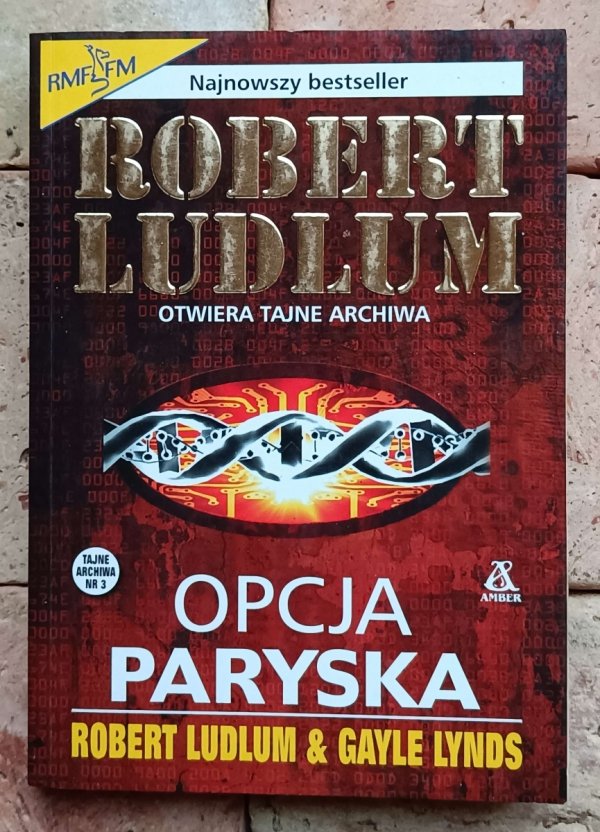 RMF FM
Najnowszy bestseller
ROBERT
LUDLUM
OTWIERA TAJNE ARCHIWA
TAJNE
ARCHIWA
NR 3
AMBER
OPCJA
PARYSKA
ROBERT LUDLUM & GAYLE LYNDS